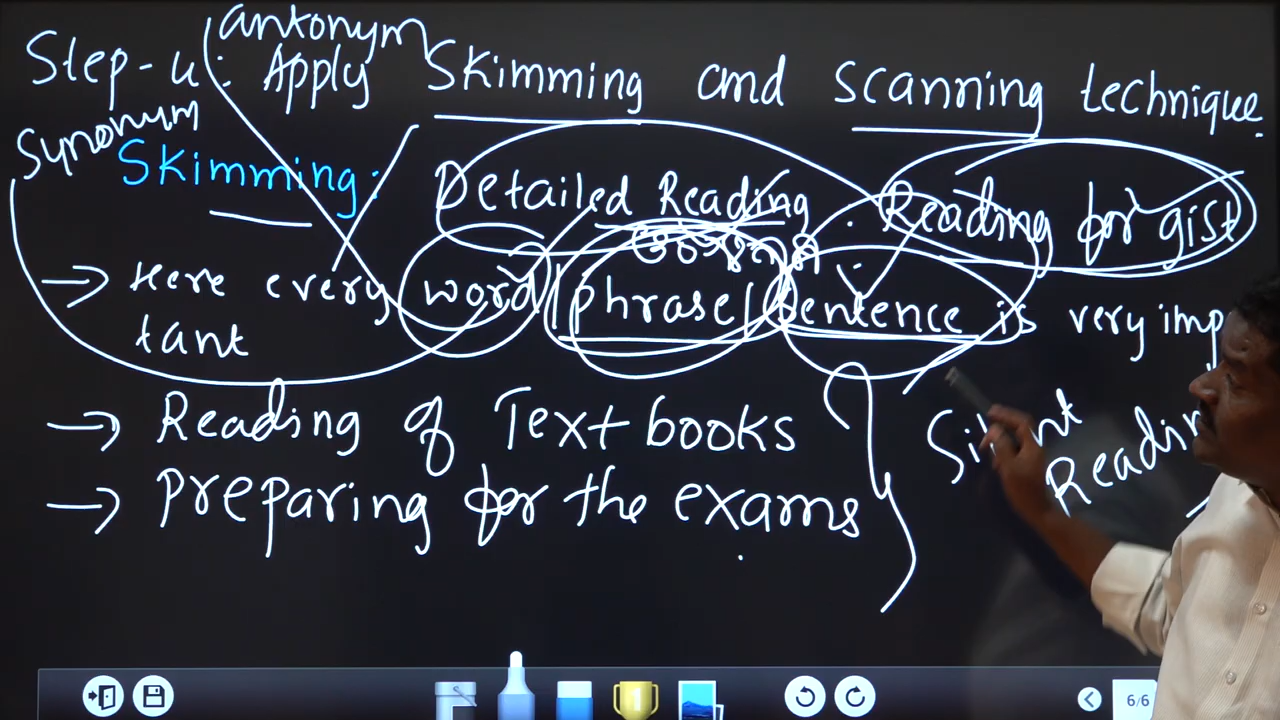 antonym
Step-4: Apply Skimming and scanning technique.
Synonym
Skimming: Detailed Reading. Reading for gist
→ Here every word/phrase/sentence is very imp
tant
→ Reading of Text books
→ Preparing for the exams
Silent
Readin
6/6